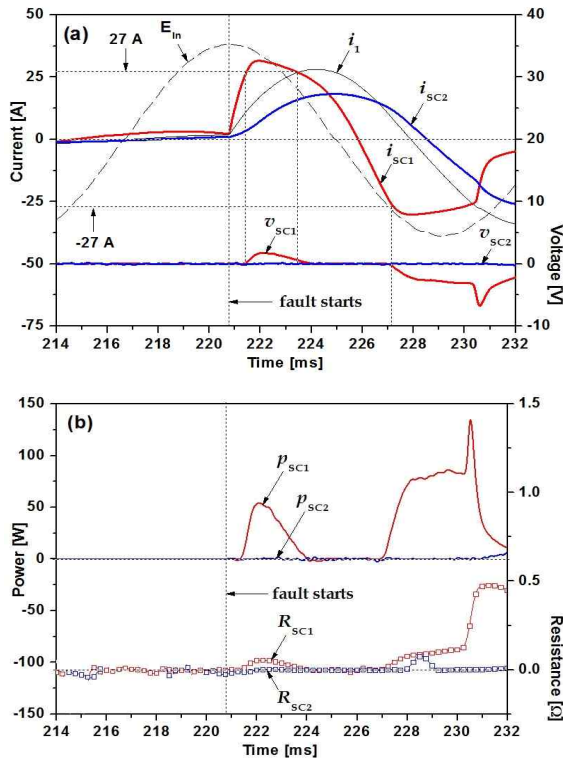 (a)
E_In
27 A
-27 A
i_1
i_SC2
i_SC1
v_SC1
v_SC2
fault starts
Current [A]
50
25
0
-25
-50
-75
Voltage [V]
40
30
20
10
0
-10
214 216 218 220 222 224 226 228 230 232
Time [ms]
(b)
p_SC1
p_SC2
fault starts
R_SC1
R_SC2
Power [W]
150
100
50
0
-50
-100
-150
Resistance [Ω]
1.5
1.0
0.5
0.0
214 216 218 220 222 224 226 228 230 232
Time [ms]